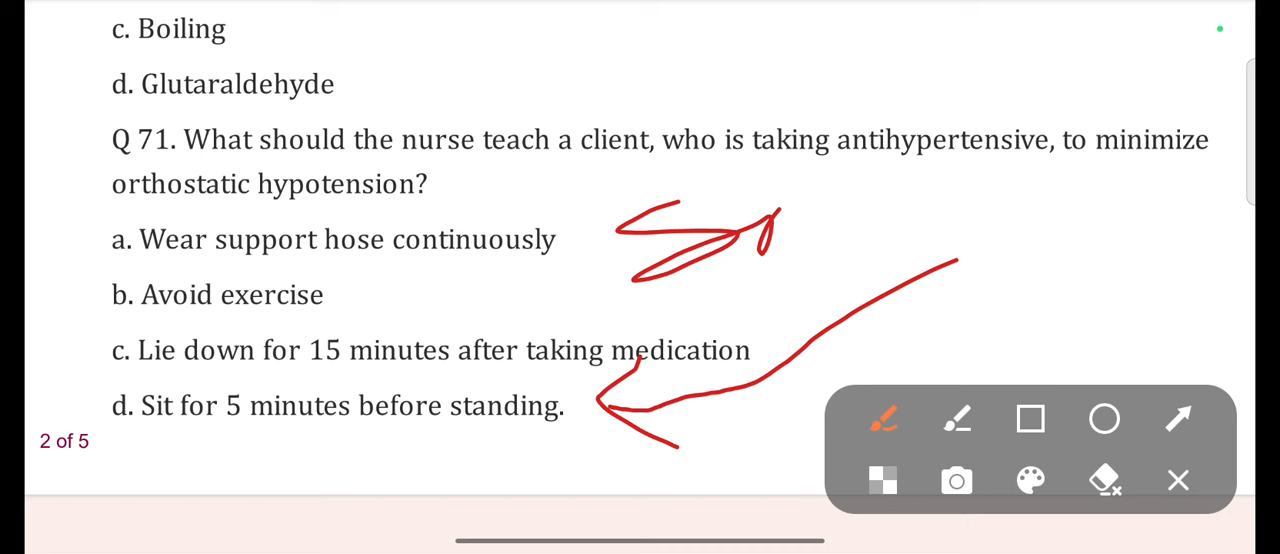 c. Boiling
d. Glutaraldehyde
Q 71. What should the nurse teach a client, who is taking antihypertensive, to minimize
orthostatic hypotension?
a. Wear support hose continuously
b. Avoid exercise
c. Lie down for 15 minutes after taking medication
d. Sit for 5 minutes before standing.
2 of 5